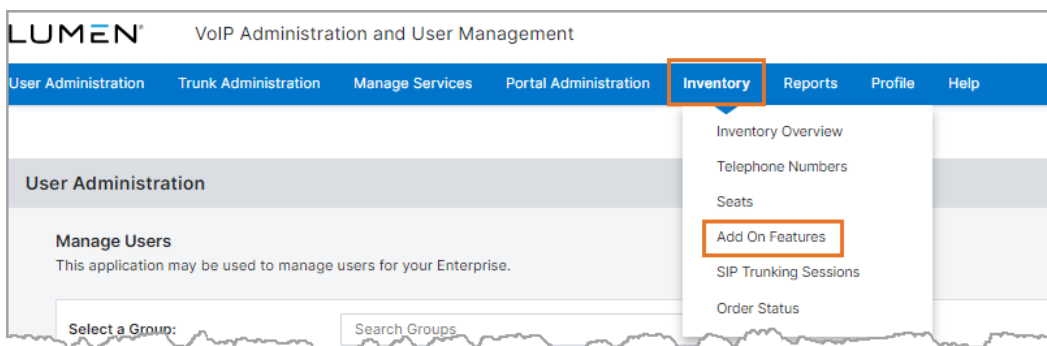 LUMEN® VoIP Administration and User Management
User Administration Trunk Administration Manage Services Portal Administration Inventory Reports Profile Help
Inventory Overview
Telephone Numbers
Seats
Add On Features
SIP Trunking Sessions
Order Status
User Administration
Manage Users
This application may be used to manage users for your Enterprise.
Select a Group: Search Groups